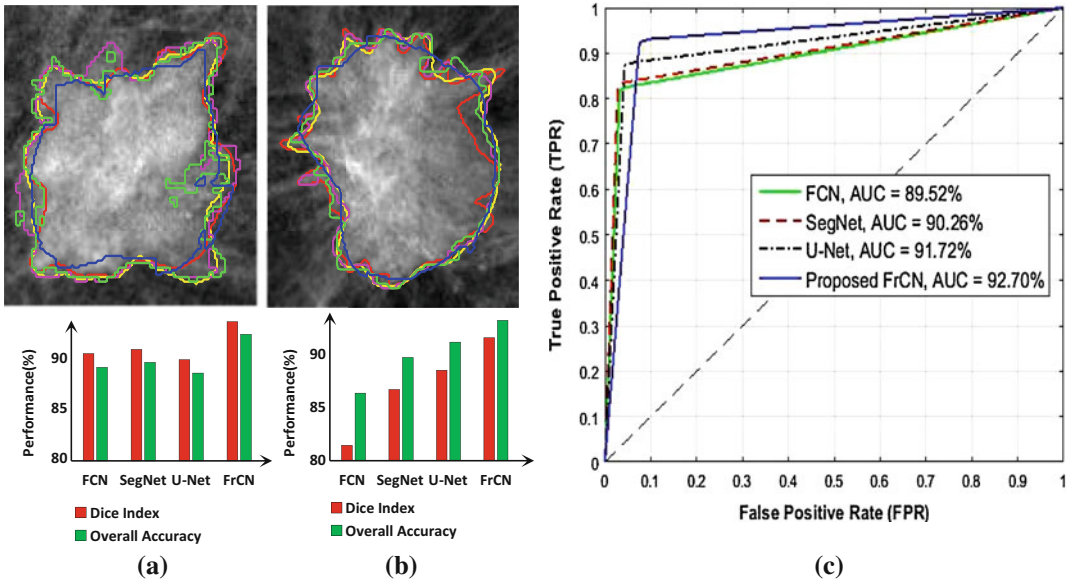 Performance(%)
90
85
80
FCN SegNet U-Net FrCN
Dice Index
Overall Accuracy
(a)
Performance(%)
90
85
80
FCN SegNet U-Net FrCN
Dice Index
Overall Accuracy
(b)
True Positive Rate (TPR)
1
0.9
0.8
0.7
0.6
0.5
0.4
0.3
0.2
0.1
0
FCN, AUC = 89.52%
SegNet, AUC = 90.26%
U-Net, AUC = 91.72%
Proposed FrCN, AUC = 92.70%
0 0.1 0.2 0.3 0.4 0.5 0.6 0.7 0.8 0.9 1
False Positive Rate (FPR)
(c)